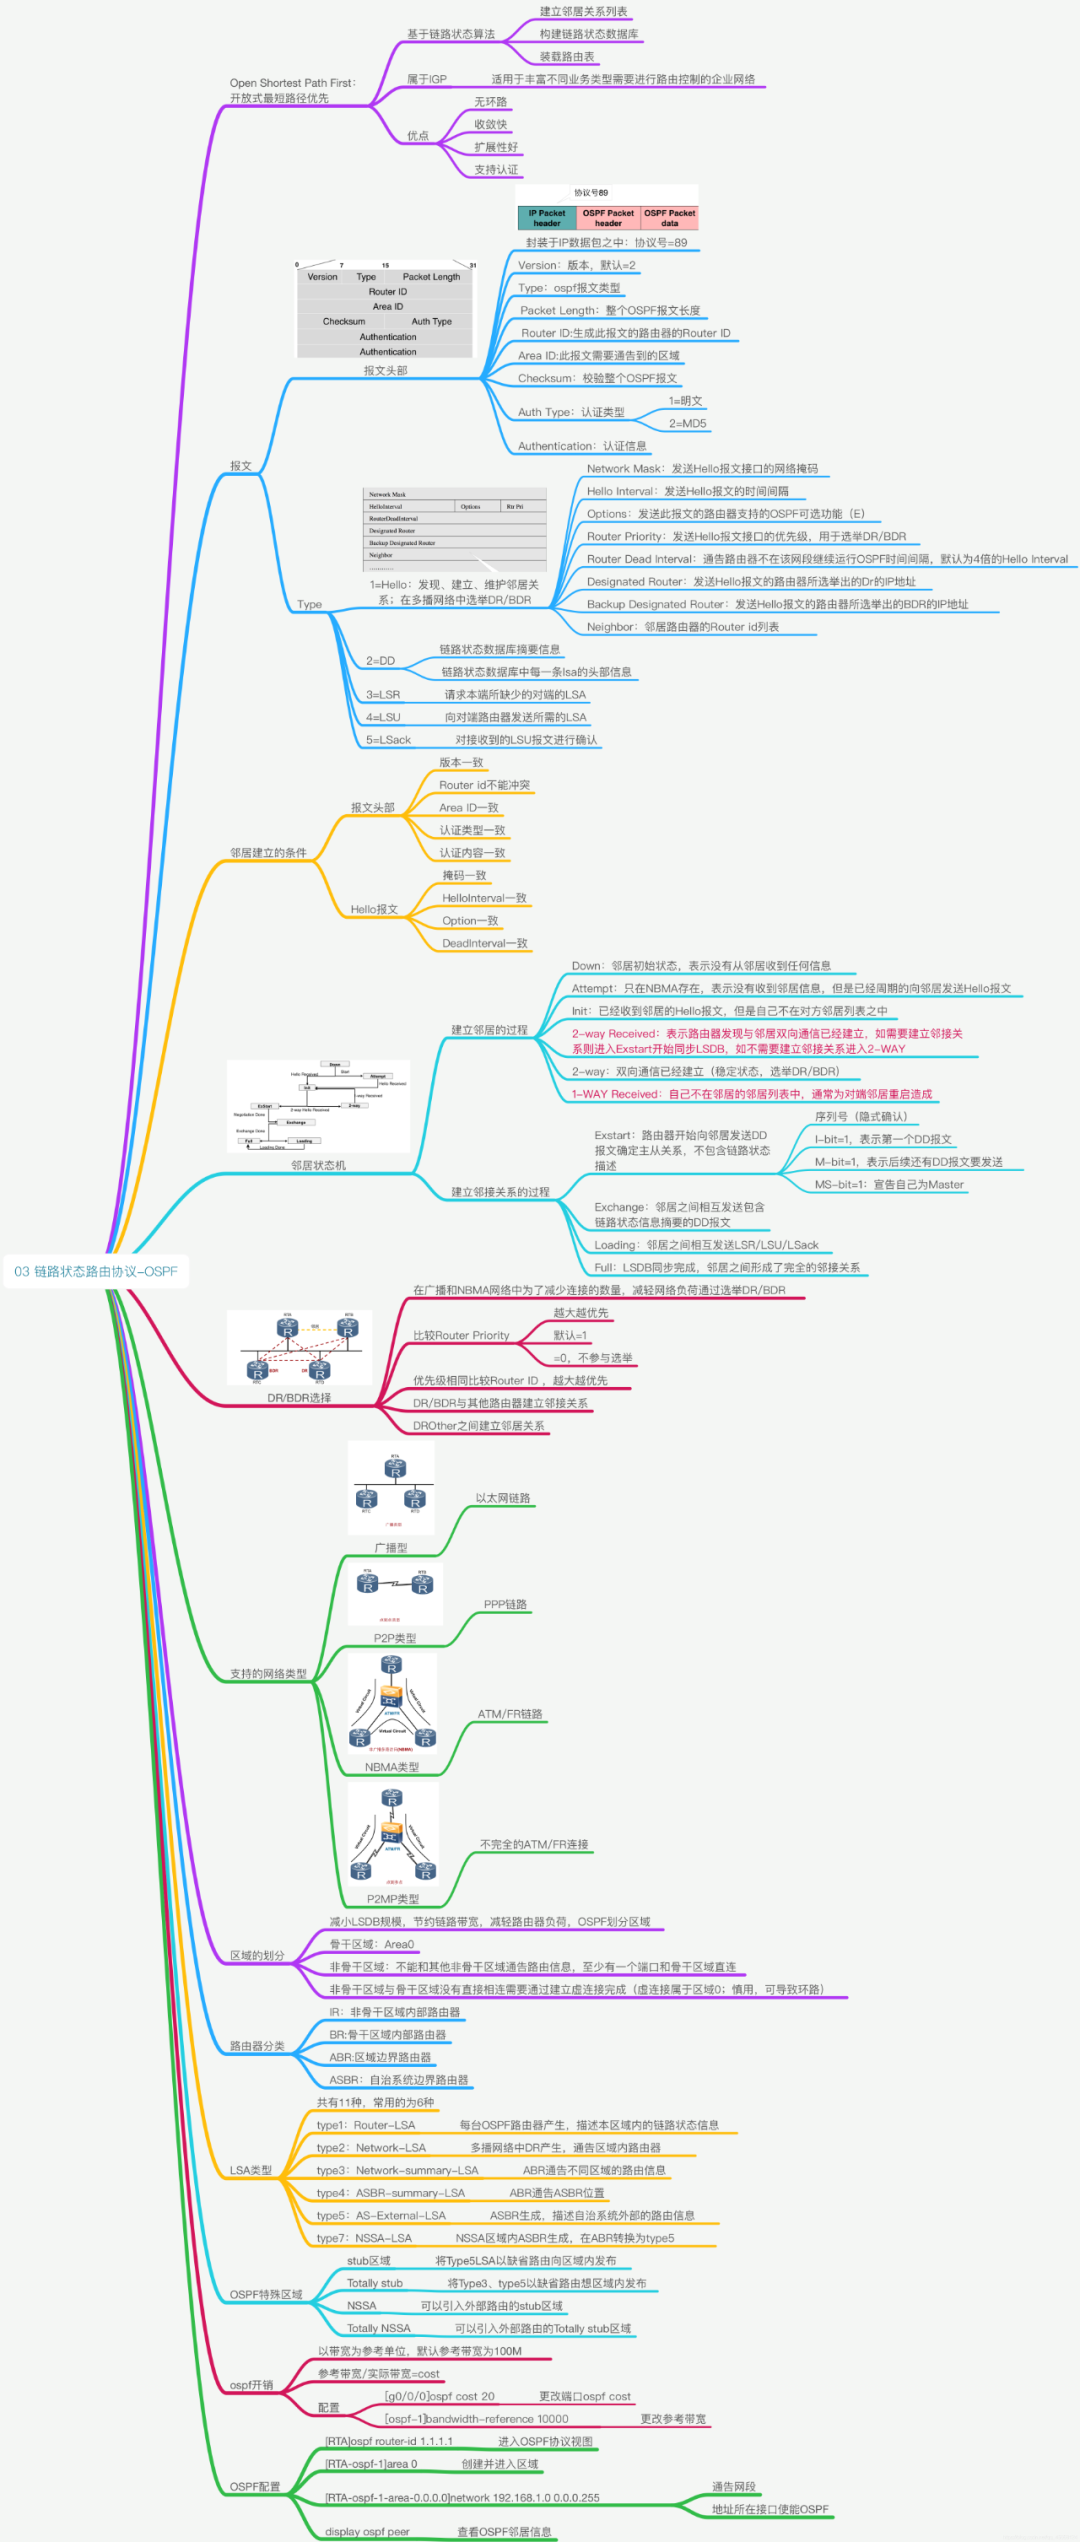 03 链路状态路由协议-OSPF
Open Shortest Path First:
开放式最短路径优先
基于链路状态算法
建立邻居关系列表
构建链路状态数据库
装载路由表
属于IGP
适用于丰富不同业务类型需要进行路由控制的企业网络
优点
无环路
收敛快
扩展性好
支持认证
报文
协议号89
IP Packet header
OSPF Packet header
OSPF Packet data
0 7 15 31
Version Type Packet Length
Router ID
Area ID
Checksum Auth Type
Authentication
Authentication
报文头部
封装于IP数据包之中：协议号=89
Version：版本，默认=2
Type：ospf报文类型
Packet Length：整个OSPF报文长度
Router ID:生成此报文的路由器的Router ID
Area ID:此报文需要通告到的区域
Checksum：校验整个OSPF报文
Auth Type：认证类型
1=明文
2=MD5
Authentication：认证信息
Type
Network Mask
HelloInterval Options Rtr Pri
RouterDeadInterval
Designated Router
Backup Designated Router
Neighbor
............
1=Hello：发现、建立、维护邻居关
系；在多播网络中选举DR/BDR
Network Mask：发送Hello报文接口的网络掩码
Hello Interval：发送Hello报文的时间间隔
Options：发送此报文的路由器支持的OSPF可选功能（E）
Router Priority：发送Hello报文接口的优先级，用于选举DR/BDR
Router Dead Interval：通告路由器不在该网段继续运行OSPF时间间隔，默认为4倍的Hello Interval
Designated Router：发送Hello报文的路由器所选举出的Dr的IP地址
Backup Designated Router：发送Hello报文的路由器所选举出的BDR的IP地址
Neighbor：邻居路由器的Router id列表
2=DD
链路状态数据库摘要信息
链路状态数据库中每一条lsa的头部信息
3=LSR
请求本端所缺少的对端的LSA
4=LSU
向对端路由器发送所需的LSA
5=LSack
对接收到的LSU报文进行确认
邻居建立的条件
报文头部
版本一致
Router id不能冲突
Area ID一致
认证类型一致
认证内容一致
Hello报文
掩码一致
HelloInterval一致
Option一致
DeadInterval一致
邻居状态机
Down
Start
Hello Received
Attempt
Hello Received
Init
1-way Received
ExStart
2-way Hello Received
2-way
Negotiation Done
Exchange
Exchange Done
Full
Loading
Loading Done
建立邻居的过程
Down：邻居初始状态，表示没有从邻居收到任何信息
Attempt：只在NBMA存在，表示没有收到邻居信息，但是已经周期的向邻居发送Hello报文
Init：已经收到邻居的Hello报文，但是自己不在对方邻居列表之中
2-way Received：表示路由器发现与邻居双向通信已经建立，如需要建立邻接关
系则进入Exstart开始同步LSDB，如不需要建立邻接关系进入2-WAY
2-way：双向通信已经建立（稳定状态，选举DR/BDR）
1-WAY Received：自己不在邻居的邻居列表中，通常为对端邻居重启造成
建立邻接关系的过程
Exstart：路由器开始向邻居发送DD
报文确定主从关系，不包含链路状态
描述
序列号（隐式确认）
I-bit=1，表示第一个DD报文
M-bit=1，表示后续还有DD报文要发送
MS-bit=1：宣告自己为Master
Exchange：邻居之间相互发送包含
链路状态信息摘要的DD报文
Loading：邻居之间相互发送LSR/LSU/LSack
Full：LSDB同步完成，邻居之间形成了完全的邻接关系
DR/BDR选择
RTA
RTB
邻居
BDR
DR
RTC
RTD
在广播和NBMA网络中为了减少连接的数量，减轻网络负荷通过选举DR/BDR
比较Router Priority
越大越优先
默认=1
=0，不参与选举
优先级相同比较Router ID ，越大越优先
DR/BDR与其他路由器建立邻接关系
DROther之间建立邻居关系
支持的网络类型
RTA
RTC
RTD
广播型
以太网链路
RTA
RTB
P2P类型
PPP链路
Virtual Circuit
Virtual Circuit
ATM/FR
Virtual Circuit
NBMA类型
ATM/FR链路
Virtual Circuit
Virtual Circuit
ATM/FR
P2MP类型
不完全的ATM/FR连接
区域的划分
减小LSDB规模，节约链路带宽，减轻路由器负荷，OSPF划分区域
骨干区域：Area0
非骨干区域：不能和其他非骨干区域通告路由信息，至少有一个端口和骨干区域直连
非骨干区域与骨干区域没有直接相连需要通过建立虚连接完成（虚连接属于区域0；慎用，可导致环路）
路由器分类
IR：非骨干区域内部路由器
BR:骨干区域内部路由器
ABR:区域边界路由器
ASBR：自治系统边界路由器
LSA类型
共有11种，常用的为6种
type1：Router-LSA
每台OSPF路由器产生，描述本区域内的链路状态信息
type2：Network-LSA
多播网络中DR产生，通告区域内路由器
type3：Network-summary-LSA
ABR通告不同区域的路由信息
type4：ASBR-summary-LSA
ABR通告ASBR位置
type5：AS-External-LSA
ASBR生成，描述自治系统外部的路由信息
type7：NSSA-LSA
NSSA区域内ASBR生成，在ABR转换为type5
OSPF特殊区域
stub区域
将Type5LSA以缺省路由向区域内发布
Totally stub
将Type3、type5以缺省路由想区域内发布
NSSA
可以引入外部路由的stub区域
Totally NSSA
可以引入外部路由的Totally stub区域
ospf开销
以带宽为参考单位，默认参考带宽为100M
参考带宽/实际带宽=cost
配置
[g0/0/0]ospf cost 20
更改端口ospf cost
[ospf-1]bandwidth-reference 10000
更改参考带宽
OSPF配置
[RTA]ospf router-id 1.1.1.1
进入OSPF协议视图
[RTA-ospf-1]area 0
创建并进入区域
[RTA-ospf-1-area-0.0.0.0]network 192.168.1.0 0.0.0.255
通告网段
地址所在接口使能OSPF
display ospf peer
查看OSPF邻居信息